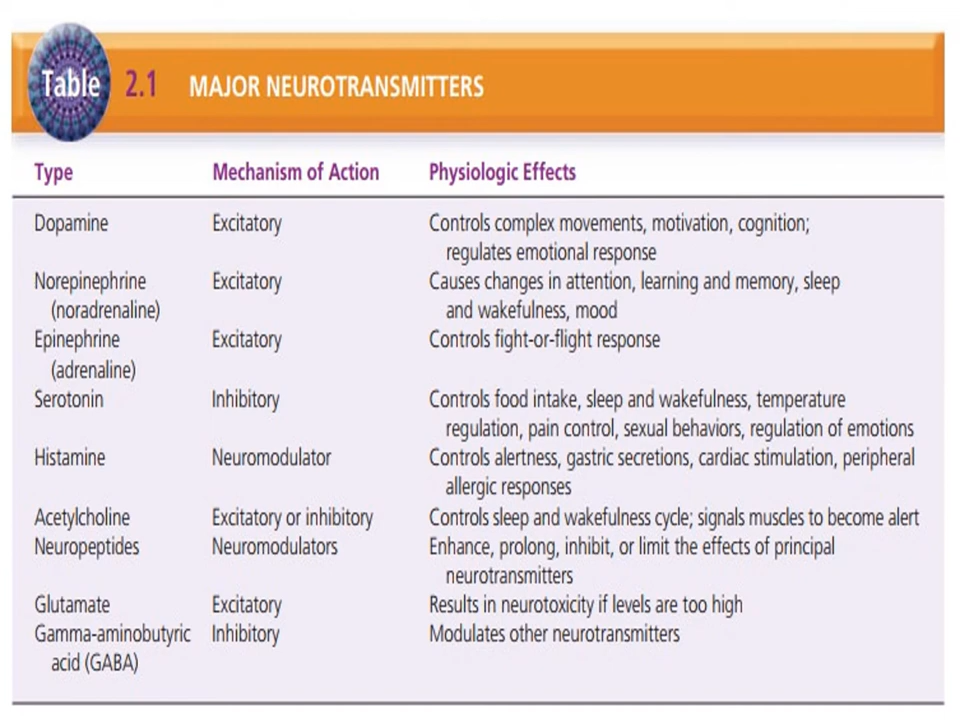 Table 2.1 MAJOR NEUROTRANSMITTERS
Type Mechanism of Action Physiologic Effects
Dopamine Excitatory Controls complex movements, motivation, cognition;
regulates emotional response
Norepinephrine Excitatory Causes changes in attention, learning and memory, sleep
(noradrenaline) and wakefulness, mood
Epinephrine Excitatory Controls fight-or-flight response
(adrenaline)
Serotonin Inhibitory Controls food intake, sleep and wakefulness, temperature
regulation, pain control, sexual behaviors, regulation of emotions
Histamine Neuromodulator Controls alertness, gastric secretions, cardiac stimulation, peripheral
allergic responses
Acetylcholine Excitatory or inhibitory Controls sleep and wakefulness cycle; signals muscles to become alert
Neuropeptides Neuromodulators Enhance, prolong, inhibit, or limit the effects of principal
neurotransmitters
Glutamate Excitatory Results in neurotoxicity if levels are too high
Gamma-aminobutyric Inhibitory Modulates other neurotransmitters
acid (GABA)